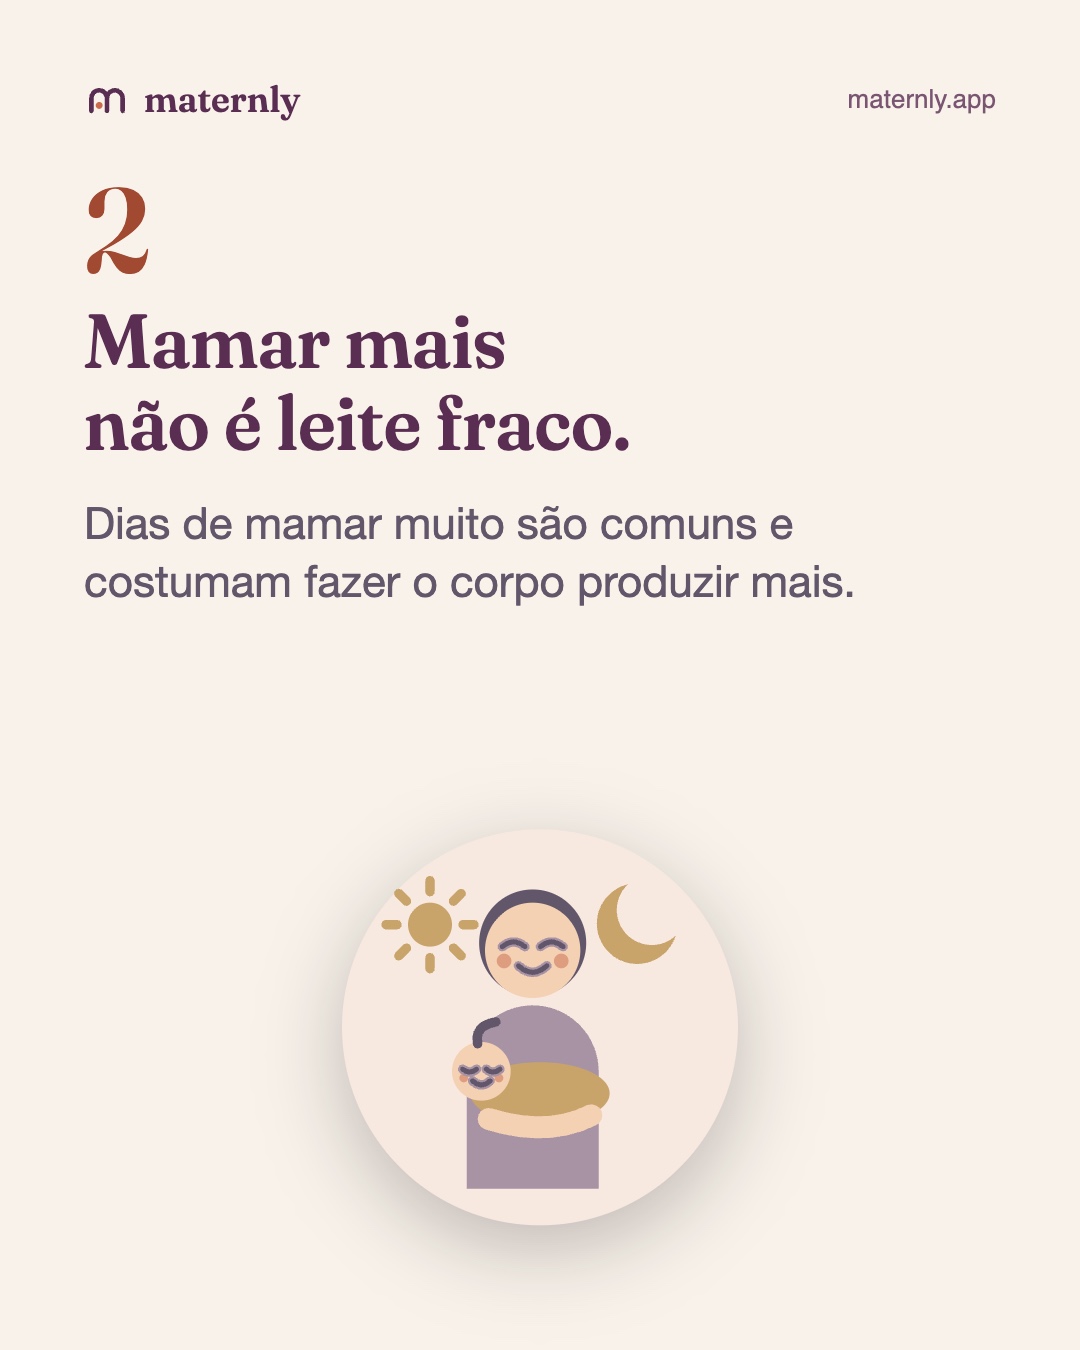 maternly
maternly.app
2
Mamar mais
não é leite fraco.
Dias de mamar muito são comuns e
costumam fazer o corpo produzir mais.